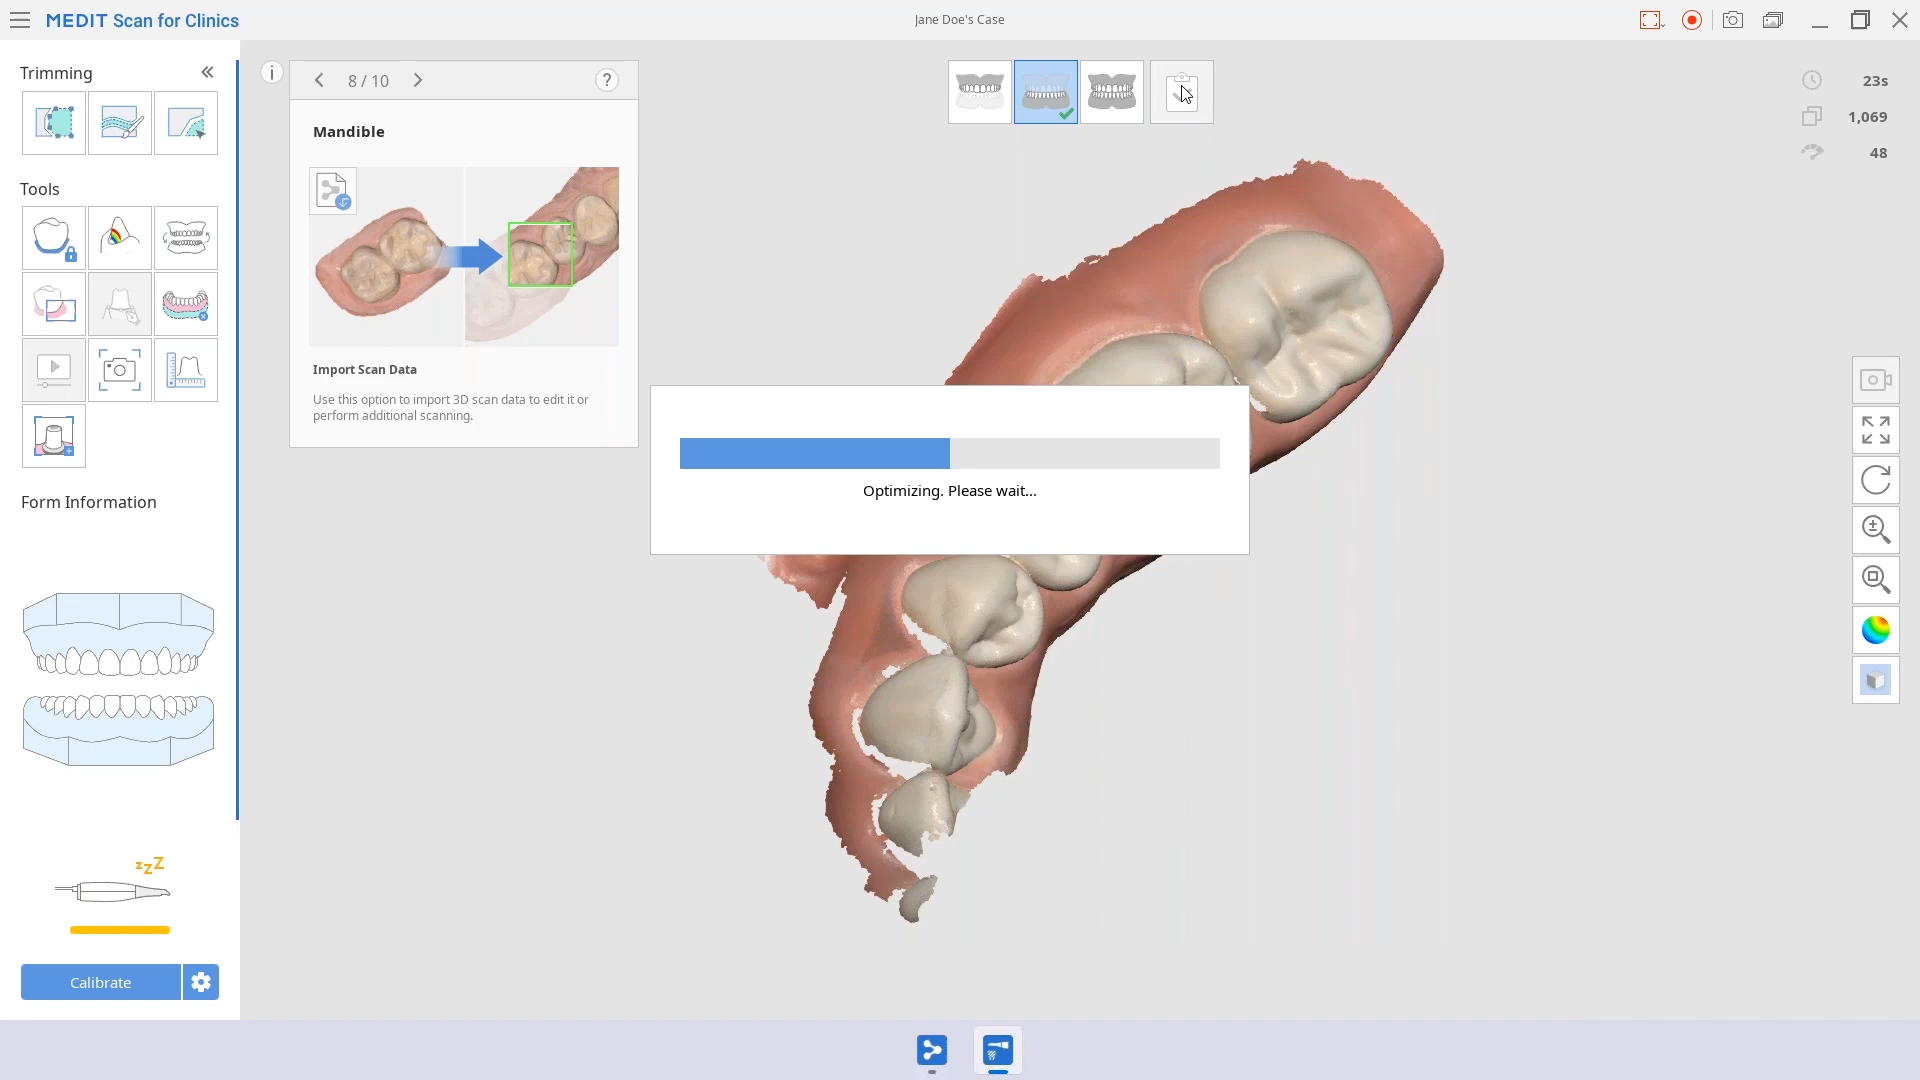 MEDIT Scan for Clinics
Jane Doe's Case
Trimming
8 / 10
?
i
23s
1,069
48
Mandible
Tools
Import Scan Data
Use this option to import 3D scan data to edit it or
perform additional scanning.
Optimizing. Please wait...
Form Information
zzZ
Calibrate